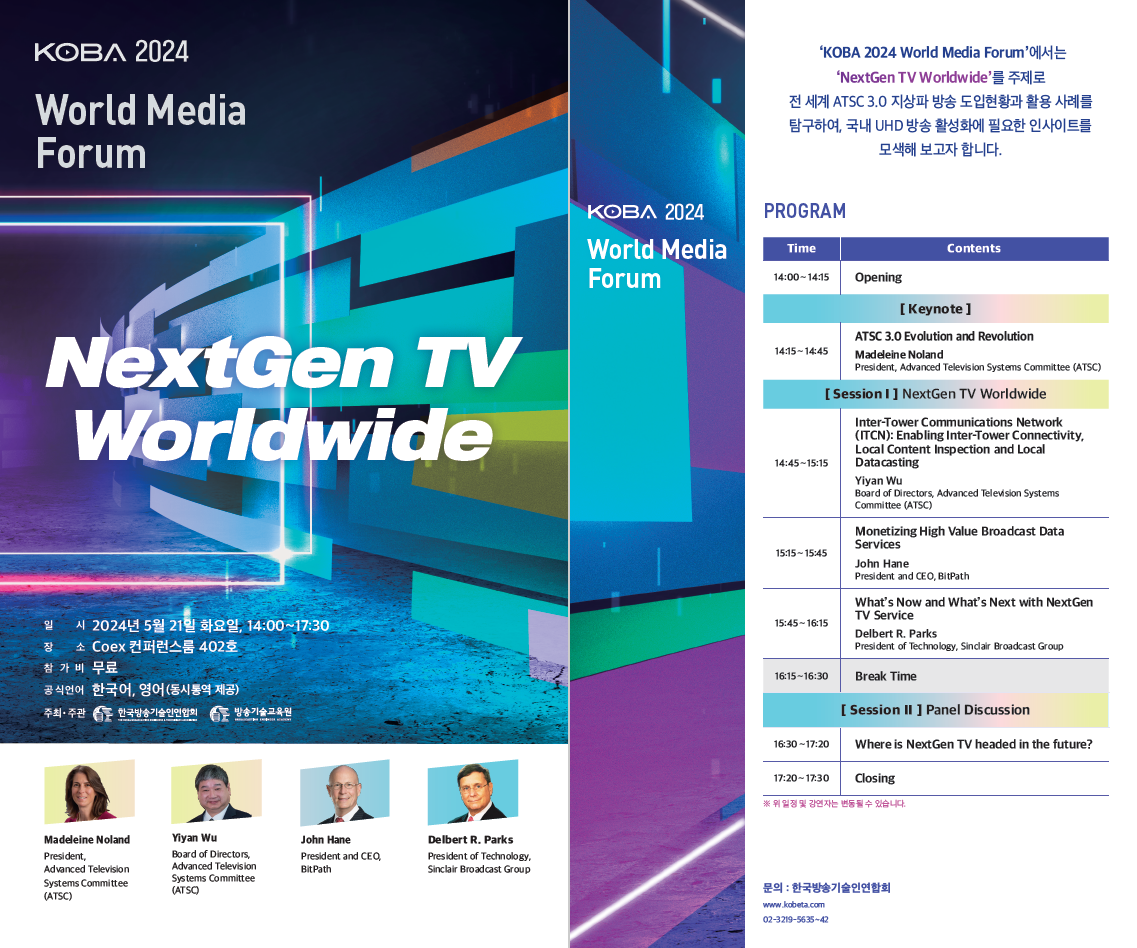 KOBA 2024
World Media
Forum
NextGen TV
Worldwide
일 시 2024년 5월 21일 화요일, 14:00~17:30
장 소 Coex 컨퍼런스룸 402호
참 가 비 무료
공식언어 한국어, 영어(동시통역 제공)
주최·주관 한국방송기술인연합회 방송기술교육원
Madeleine Noland
President,
Advanced Television
Systems Committee
(ATSC)
Yiyan Wu
Board of Directors,
Advanced Television
Systems Committee
(ATSC)
John Hane
President and CEO,
BitPath
Delbert R. Parks
President of Technology,
Sinclair Broadcast Group
KOBA 2024
World Media
Forum
‘KOBA 2024 World Media Forum’에서는
‘NextGen TV Worldwide’를 주제로
전 세계 ATSC 3.0 지상파 방송 도입현황과 활용 사례를
탐구하여, 국내 UHD 방송 활성화에 필요한 인사이트를
모색해 보고자 합니다.
PROGRAM
Time Contents
14:00~14:15 Opening
[ Keynote ]
14:15~14:45 ATSC 3.0 Evolution and Revolution
Madeleine Noland
President, Advanced Television Systems Committee (ATSC)
[ Session I ] NextGen TV Worldwide
14:45~15:15 Inter-Tower Communications Network
(ITCN): Enabling Inter-Tower Connectivity,
Local Content Inspection and Local
Datacasting
Yiyan Wu
Board of Directors, Advanced Television Systems
Committee (ATSC)
15:15~15:45 Monetizing High Value Broadcast Data
Services
John Hane
President and CEO, BitPath
15:45~16:15 What’s Now and What’s Next with NextGen
TV Service
Delbert R. Parks
President of Technology, Sinclair Broadcast Group
16:15~16:30 Break Time
[ Session II ] Panel Discussion
16:30~17:20 Where is NextGen TV headed in the future?
17:20~17:30 Closing
※ 위 일정 및 강연자는 변동될 수 있습니다.
문의 : 한국방송기술인연합회
www.kobeta.com
02-3219-5635~42